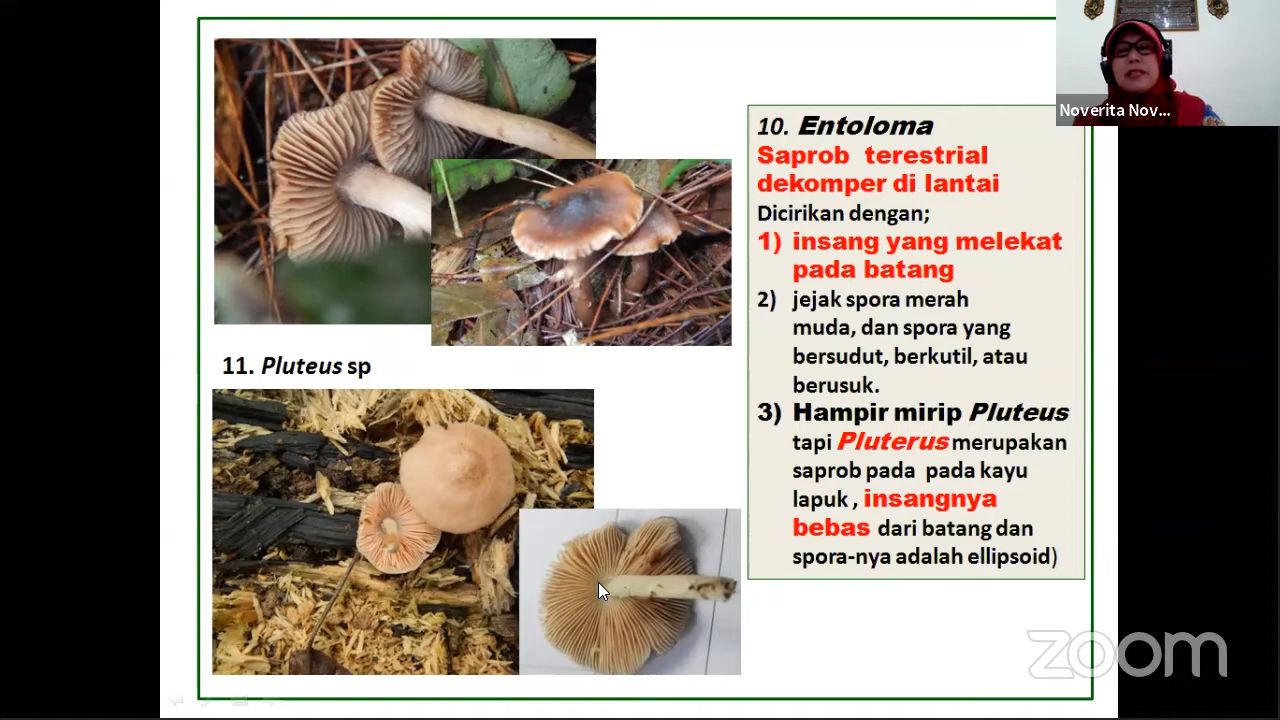 Noverita Nov...
10. Entoloma
Saprob terestrial
dekomper di lantai
Dicirikan dengan;
1) insang yang melekat
pada batang
2) jejak spora merah
muda, dan spora yang
bersudut, berkutil, atau
berusuk.
3) Hampir mirip Pluteus
tapi Pluterus merupakan
saprob pada pada kayu
lapuk , insangnya
bebas dari batang dan
spora-nya adalah ellipsoid)
11. Pluteus sp
zoom